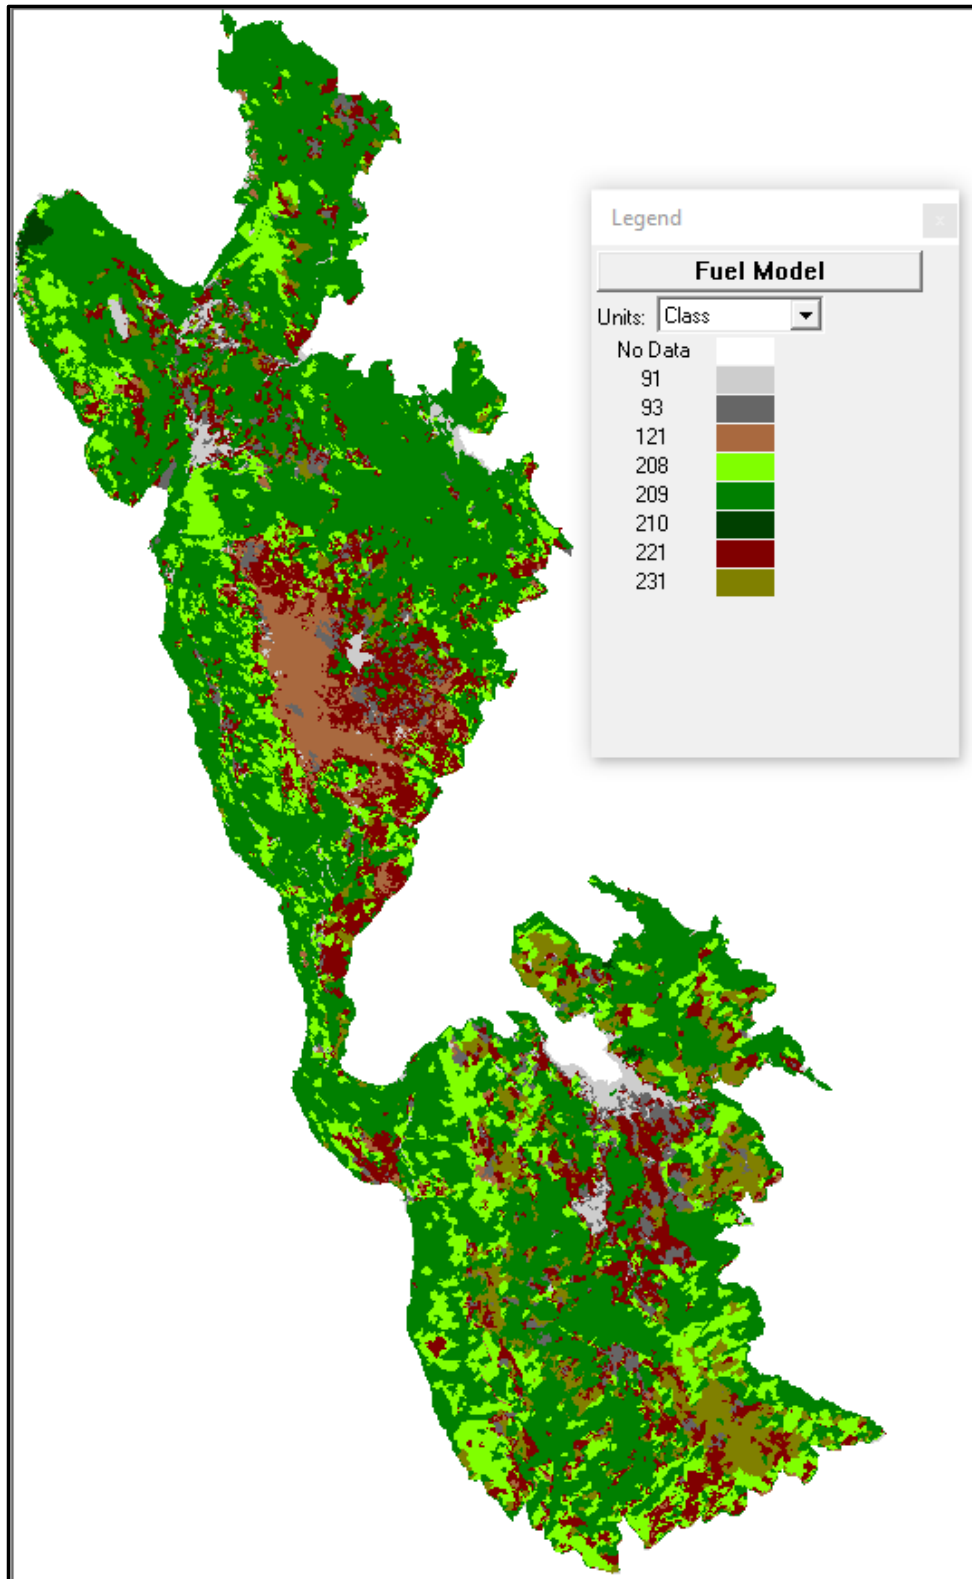 Legend
x
Fuel Model
Units: Class
No Data
91
93
121
208
209
210
221
231